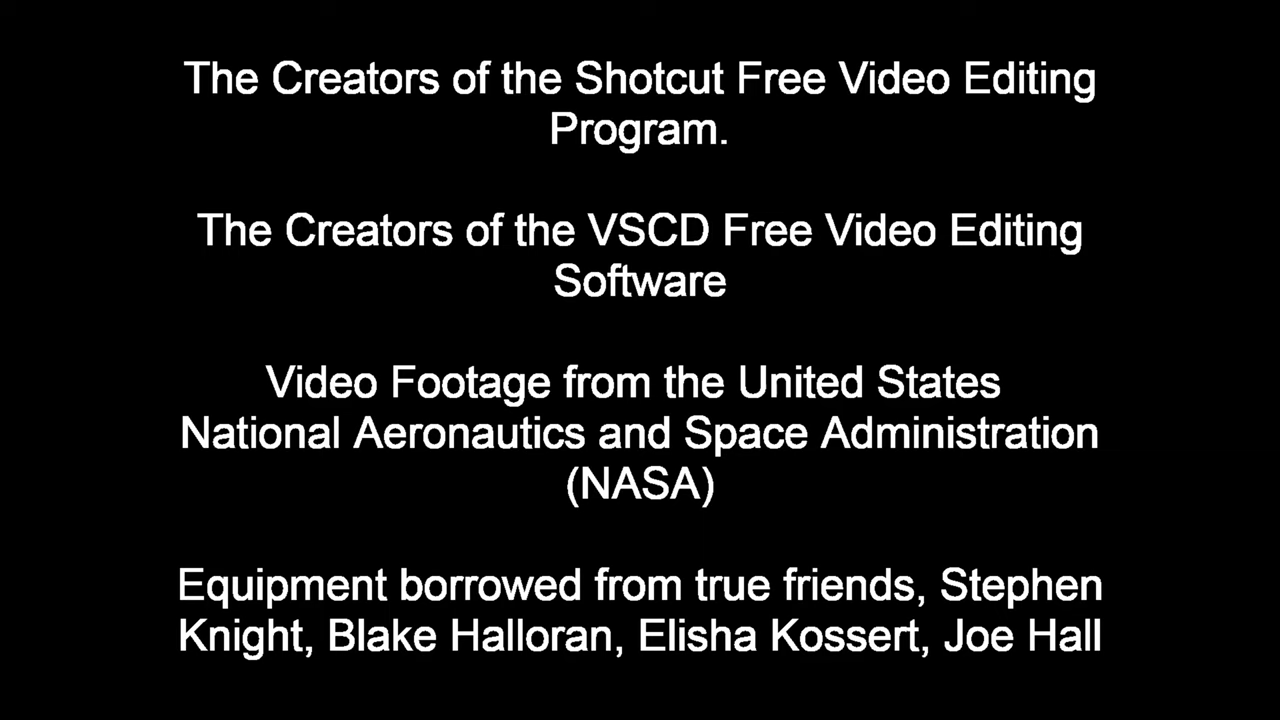 The Creators of the Shotcut Free Video Editing
Program.
The Creators of the VSCD Free Video Editing
Software
Video Footage from the United States
National Aeronautics and Space Administration
(NASA)
Equipment borrowed from true friends, Stephen
Knight, Blake Halloran, Elisha Kossert, Joe Hall